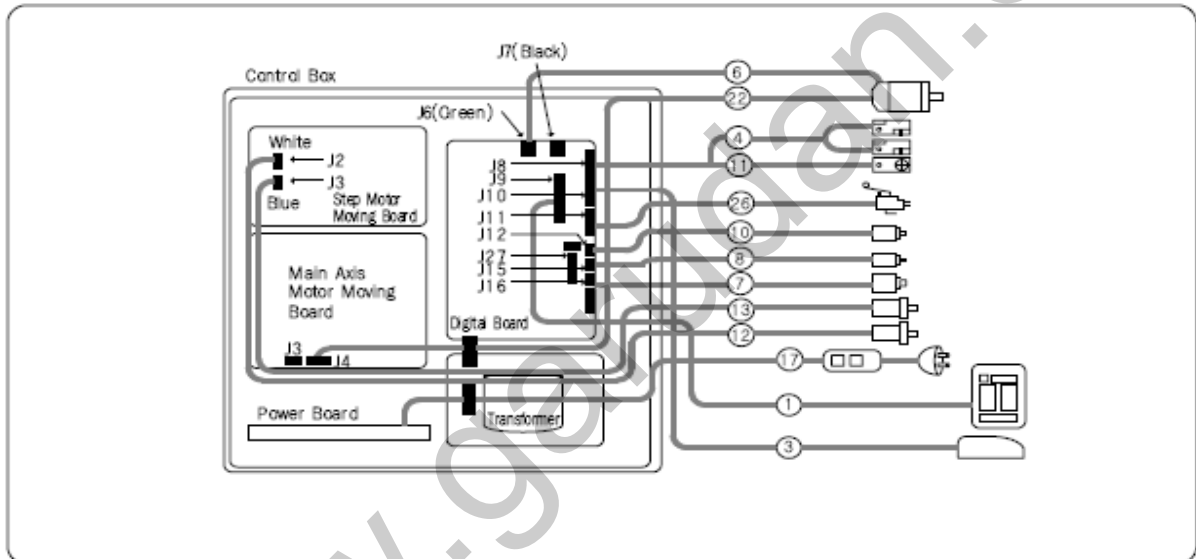 J7(Black)
Control Box
J6(Green)
White
J2
J3
Blue
Step Motor
Moving Board
J8
J9
J10
J11
J12
J27
J15
J16
Main Axis
Motor Moving
Board
Digital Board
J3
J4
Power Board
Transformer
6
22
4
11
26
10
8
7
13
12
17
1
3
www.garudan.